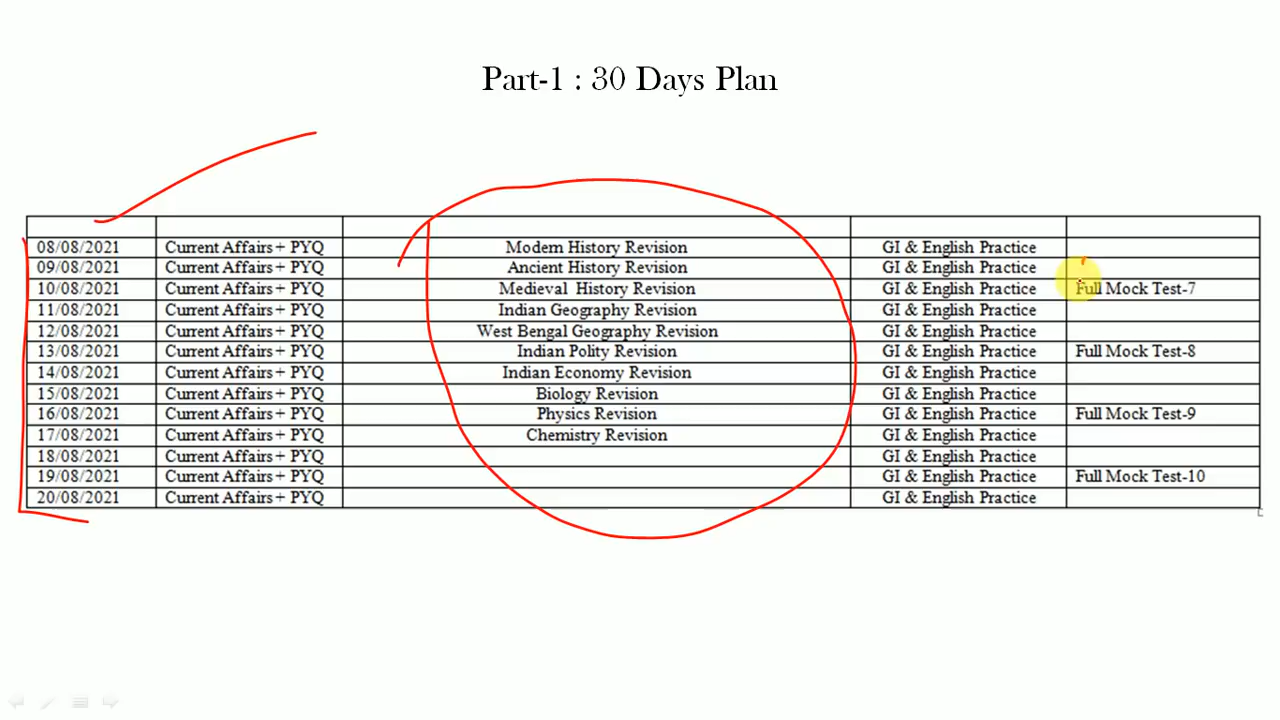 Part-1 : 30 Days Plan
08/08/2021 Current Affairs + PYQ Modern History Revision GI & English Practice
09/08/2021 Current Affairs + PYQ Ancient History Revision GI & English Practice
10/08/2021 Current Affairs + PYQ Medieval History Revision GI & English Practice Full Mock Test-7
11/08/2021 Current Affairs + PYQ Indian Geography Revision GI & English Practice
12/08/2021 Current Affairs + PYQ West Bengal Geography Revision GI & English Practice
13/08/2021 Current Affairs + PYQ Indian Polity Revision GI & English Practice Full Mock Test-8
14/08/2021 Current Affairs + PYQ Indian Economy Revision GI & English Practice
15/08/2021 Current Affairs + PYQ Biology Revision GI & English Practice
16/08/2021 Current Affairs + PYQ Physics Revision GI & English Practice Full Mock Test-9
17/08/2021 Current Affairs + PYQ Chemistry Revision GI & English Practice
18/08/2021 Current Affairs + PYQ GI & English Practice
19/08/2021 Current Affairs + PYQ GI & English Practice Full Mock Test-10
20/08/2021 Current Affairs + PYQ GI & English Practice